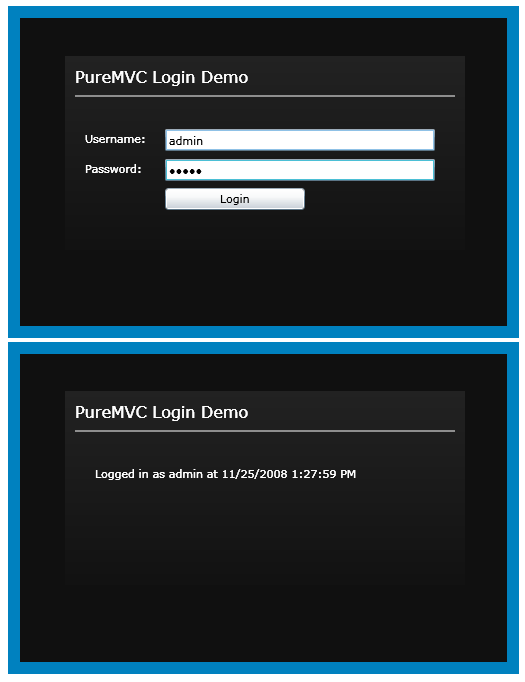 PureMVC Login Demo
Username: admin
Password: •••••
Login
PureMVC Login Demo
Logged in as admin at 11/25/2008 1:27:59 PM